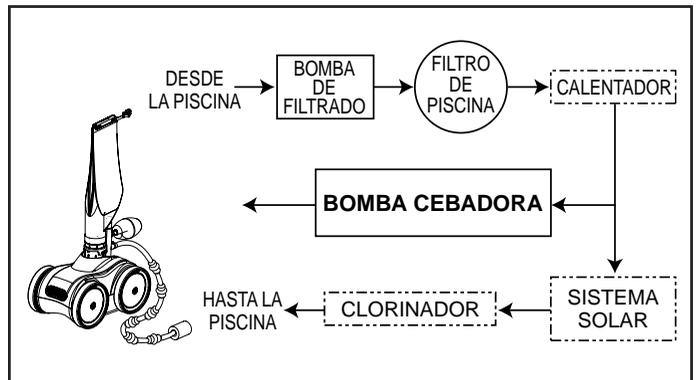 DESDE
LA PISCINA
BOMBA
DE
FILTRADO
FILTRO
DE
PISCINA
CALENTADOR
BOMBA CEBADORA
HASTA LA
PISCINA
CLORINADOR
SISTEMA
SOLAR